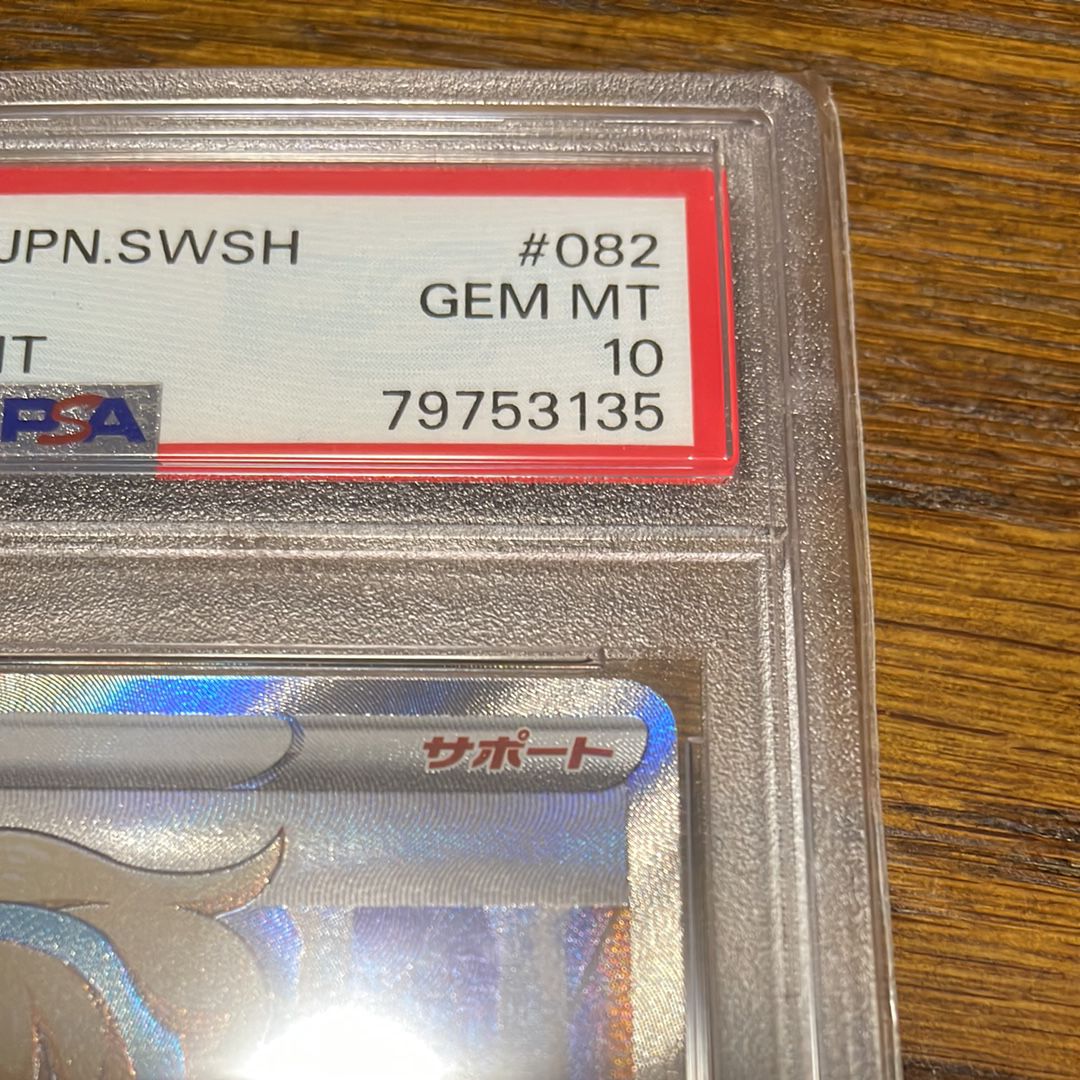 JPN.SWSH #082
GEM MT
IT 10
PSA 79753135
サポート